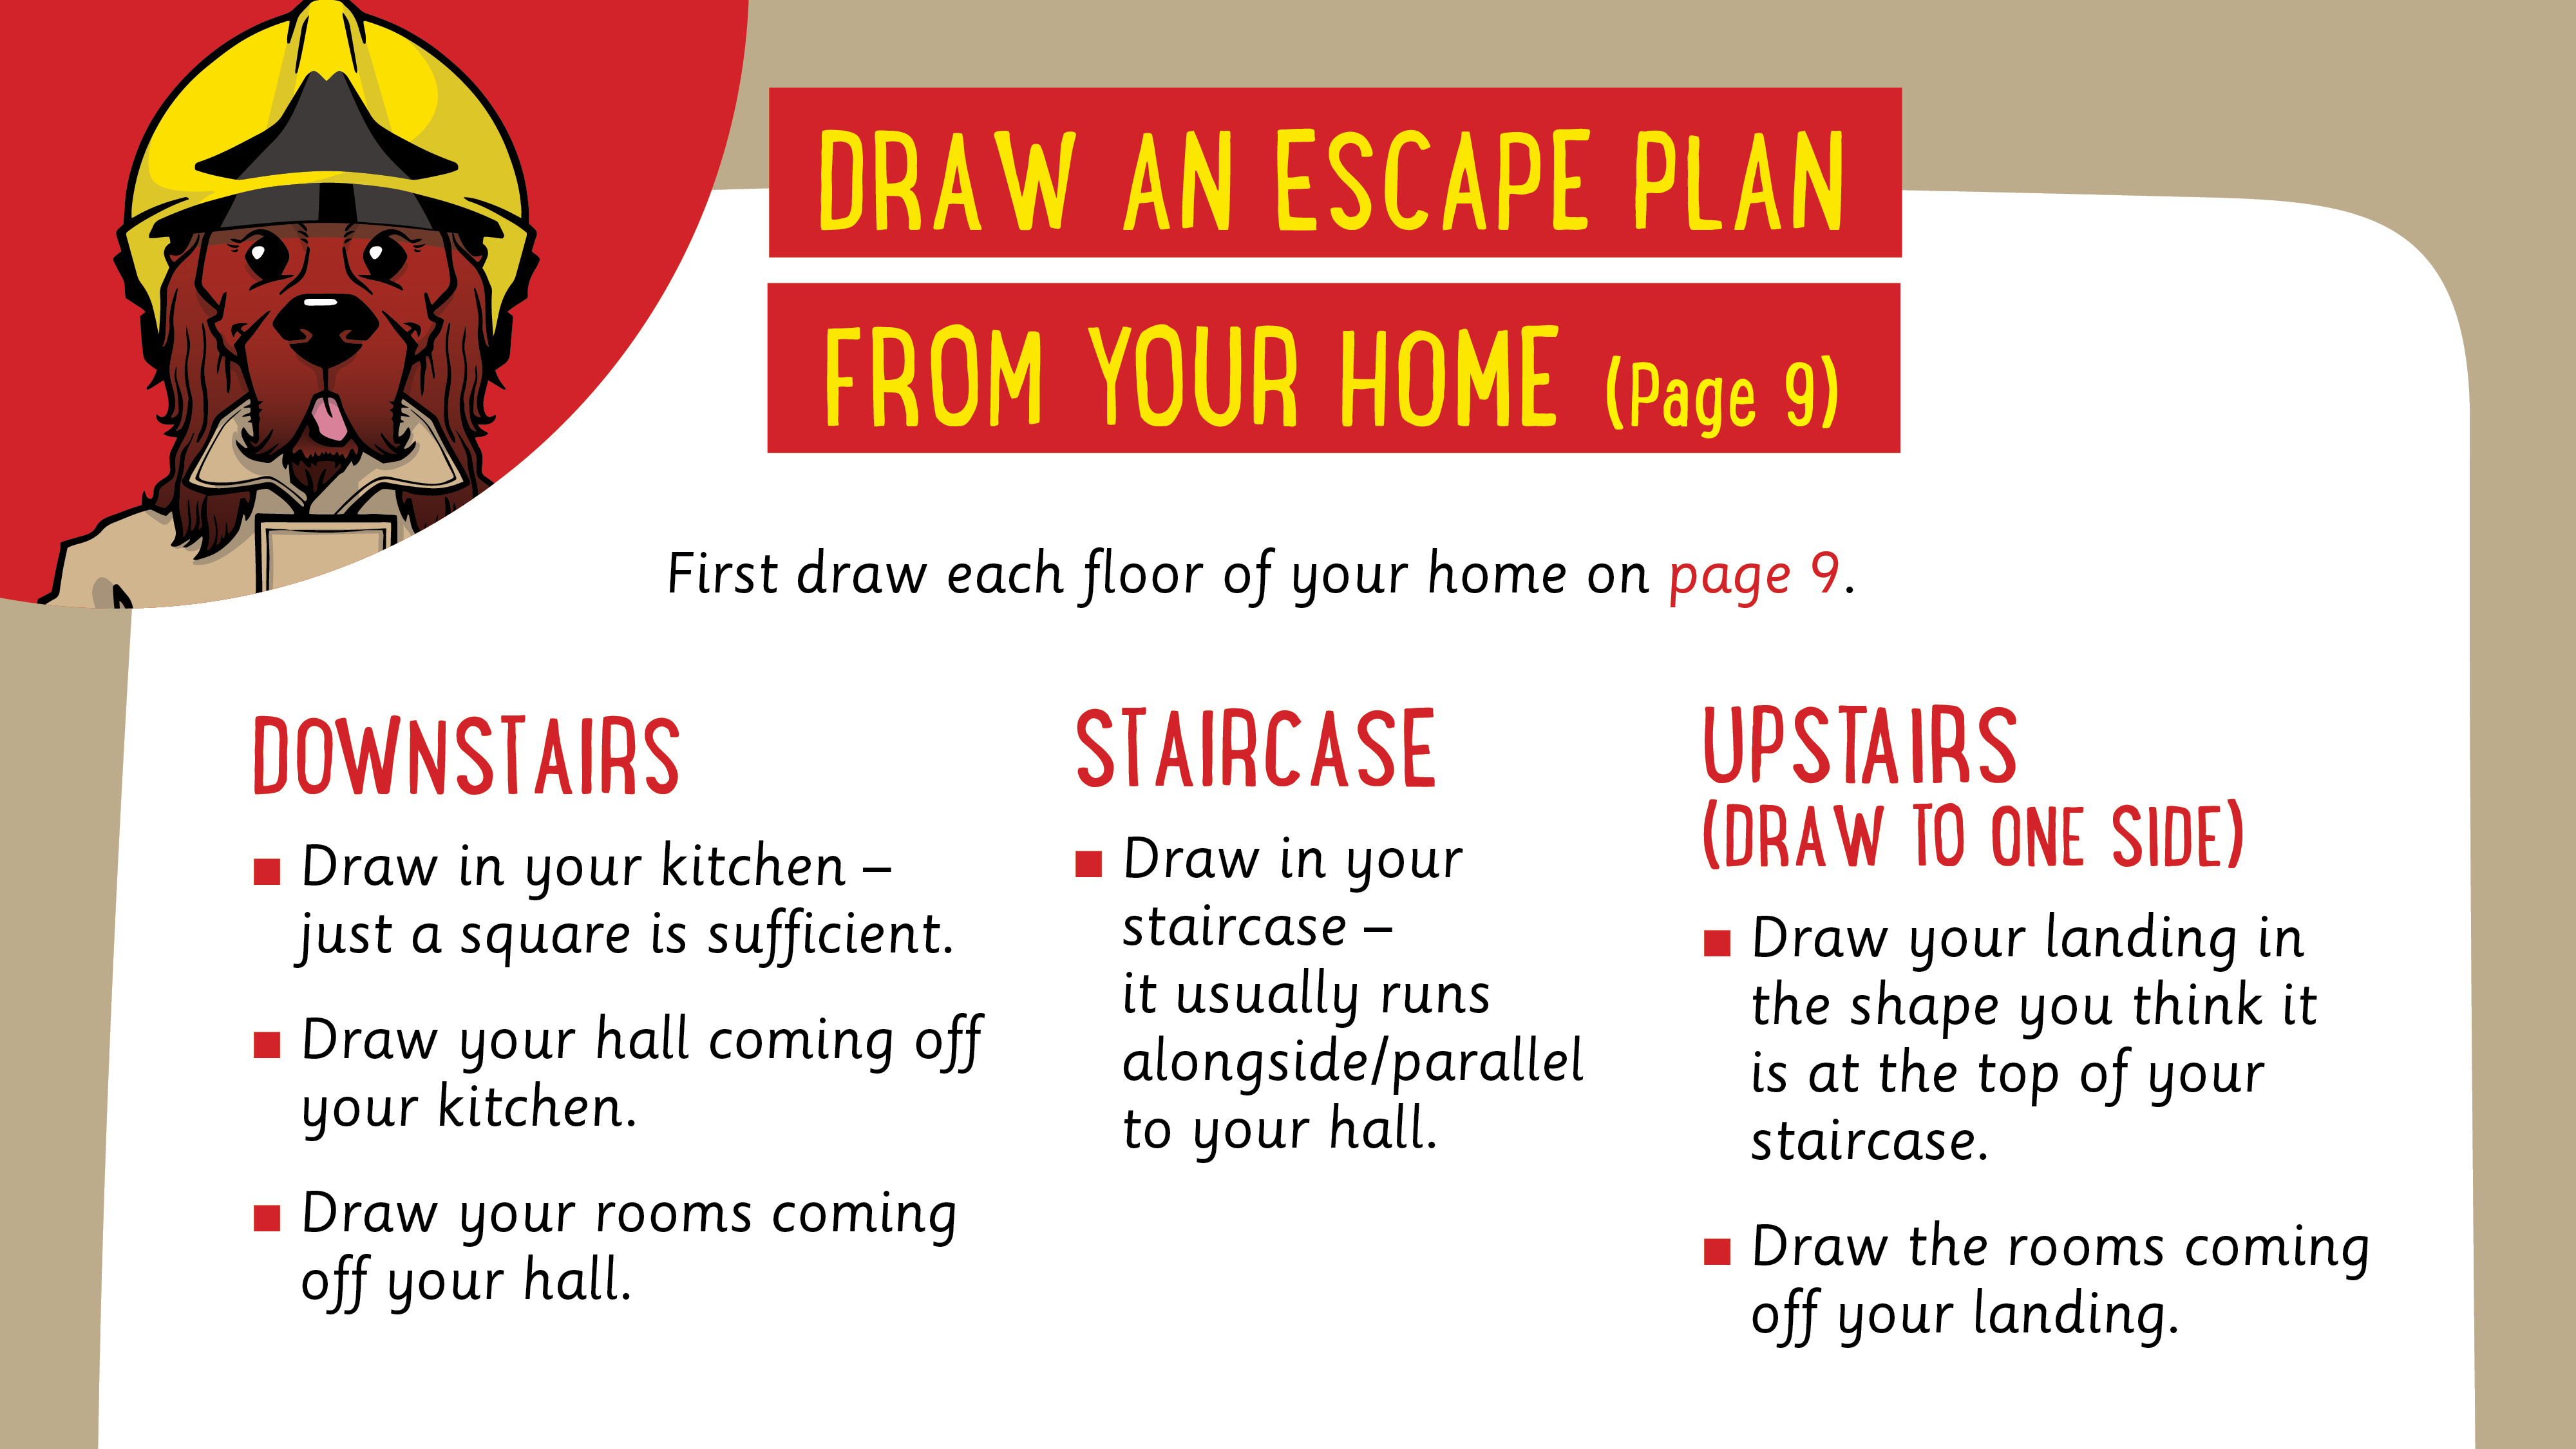 DRAW AN ESCAPE PLAN
FROM YOUR HOME (Page 9)
First draw each floor of your home on page 9.
DOWNSTAIRS
■ Draw in your kitchen –
just a square is sufficient.
■ Draw your hall coming off
your kitchen.
■ Draw your rooms coming
off your hall.
STAIRCASE
■ Draw in your
staircase –
it usually runs
alongside/parallel
to your hall.
UPSTAIRS
(DRAW TO ONE SIDE)
■ Draw your landing in
the shape you think it
is at the top of your
staircase.
■ Draw the rooms coming
off your landing.